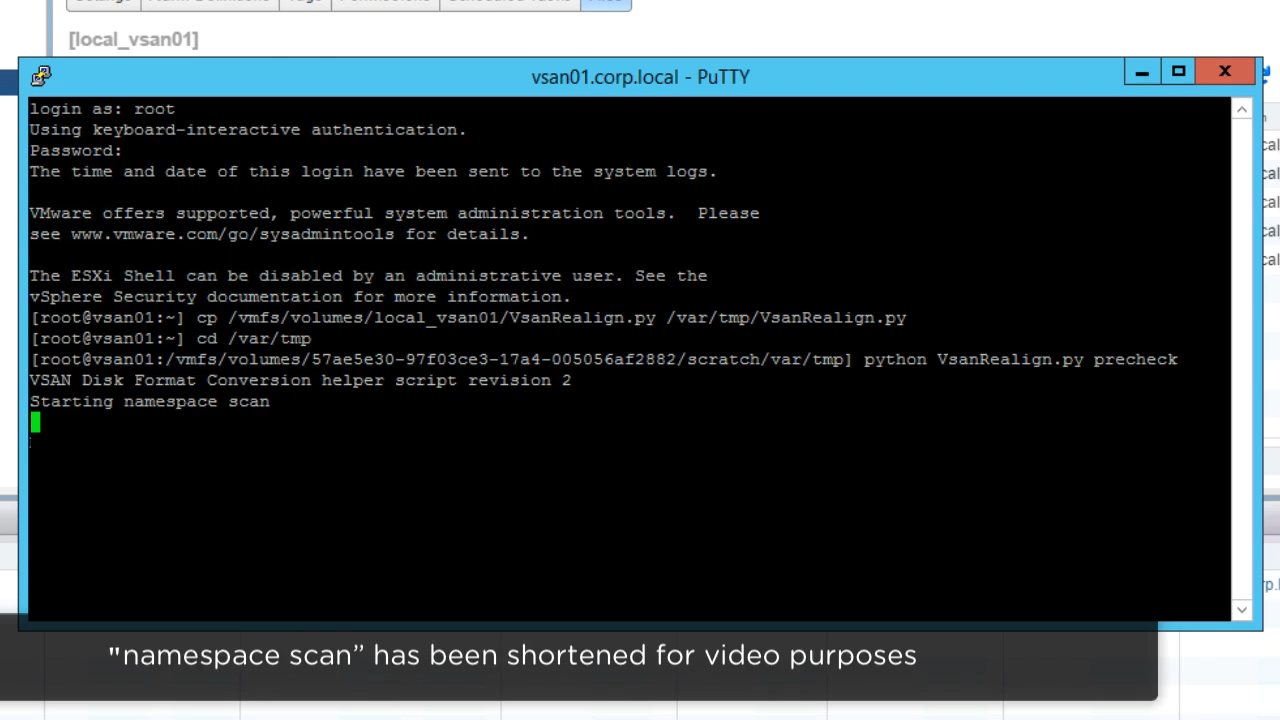 [local_vsan01]
vsan01.corp.local - PuTTY
login as: root
Using keyboard-interactive authentication.
Password:
The time and date of this login have been sent to the system logs.
VMware offers supported, powerful system administration tools.  Please
see www.vmware.com/go/sysadmintools for details.
The ESXi Shell can be disabled by an administrative user. See the
vSphere Security documentation for more information.
[root@vsan01:~] cp /vmfs/volumes/local_vsan01/VsanRealign.py /var/tmp/VsanRealign.py
[root@vsan01:~] cd /var/tmp
[root@vsan01:/vmfs/volumes/57ae5e30-97f03ce3-17a4-005056af2882/scratch/var/tmp] python VsanRealign.py precheck
VSAN Disk Format Conversion helper script revision 2
Starting namespace scan
"namespace scan” has been shortened for video purposes